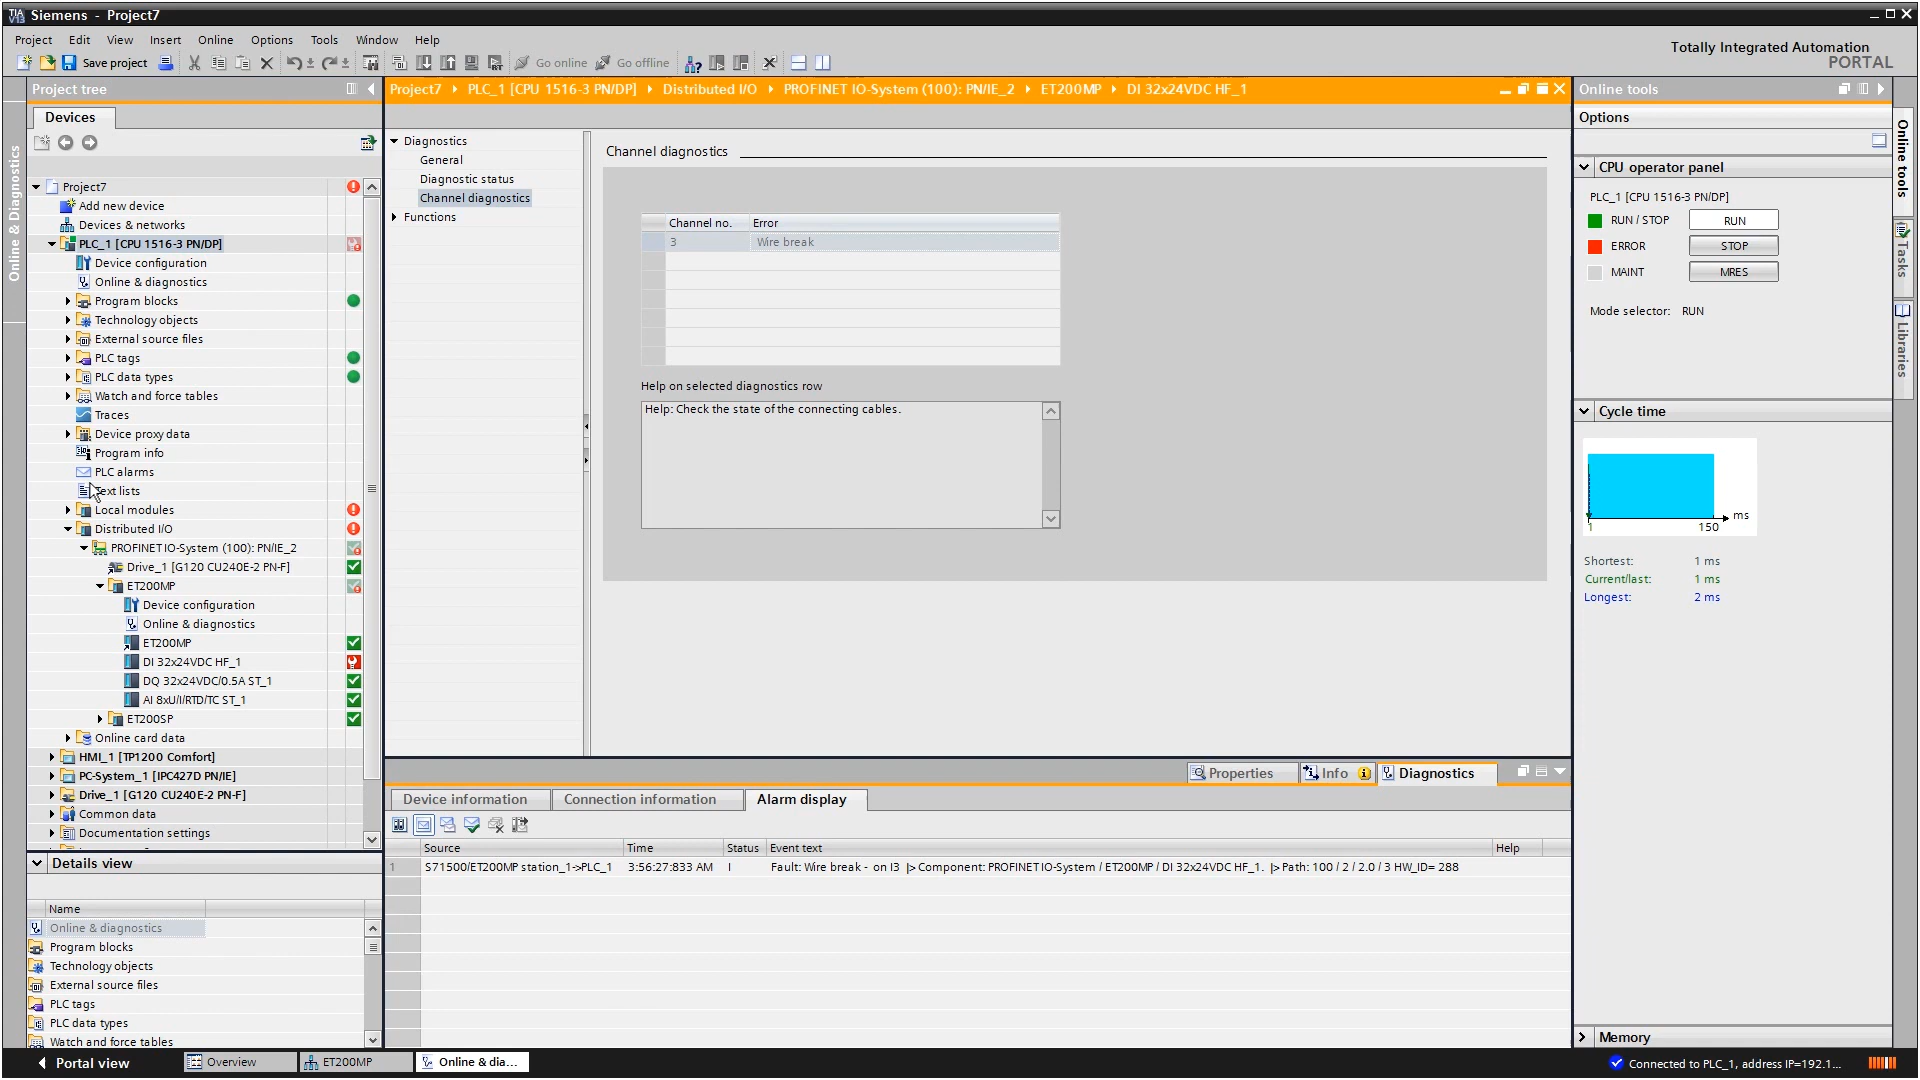 Siemens - Project7
Project Edit View Insert Online Options Tools Window Help
Totally Integrated Automation
PORTAL
Save project Go online Go offline
Project tree
Project7 PLC_1 [CPU 1516-3 PN/DP] Distributed I/O PROFINET IO-System (100): PN/IE_2 ET200MP DI 32x24VDC HF_1
Online tools
Devices
Options
Online & Diagnostics
Project7
Add new device
Devices & networks
PLC_1 [CPU 1516-3 PN/DP]
Device configuration
Online & diagnostics
Program blocks
Technology objects
External source files
PLC tags
PLC data types
Watch and force tables
Traces
Device proxy data
Program info
PLC alarms
Text lists
Local modules
Distributed I/O
PROFINET IO-System (100): PN/IE_2
Drive_1 [G120 CU240E-2 PN-F]
ET200MP
Device configuration
Online & diagnostics
ET200MP
DI 32x24VDC HF_1
DQ 32x24VDC/0.5A ST_1
AI 8xU/I/RTD/TC ST_1
ET200SP
Online card data
HMI_1 [TP1200 Comfort]
PC-System_1 [IPC427D PN/IE]
Drive_1 [G120 CU240E-2 PN-F]
Common data
Documentation settings
Details view
Name
Online & diagnostics
Program blocks
Technology objects
External source files
PLC tags
PLC data types
Watch and force tables
Diagnostics
General
Diagnostic status
Channel diagnostics
Functions
Channel diagnostics
Channel no. Error
3 Wire break
Help on selected diagnostics row
Help: Check the state of the connecting cables.
Properties Info Diagnostics
Device information Connection information Alarm display
Source Time Status Event text Help
1 S71500/ET200MP station_1->PLC_1 3:56:27:833 AM I Fault: Wire break - on I3 |> Component: PROFINET IO-System / ET200MP / DI 32x24VDC HF_1. |> Path: 100 / 2 / 2.0 / 3 HW_ID= 288
CPU operator panel
PLC_1 [CPU 1516-3 PN/DP]
RUN / STOP RUN
ERROR STOP
MAINT MRES
Mode selector: RUN
Cycle time
ms
1 150
Shortest: 1 ms
Current/last: 1 ms
Longest: 2 ms
Memory
Online tools
Tasks
Libraries
Portal view Overview ET200MP Online & dia...
Connected to PLC_1, address IP=192.1...